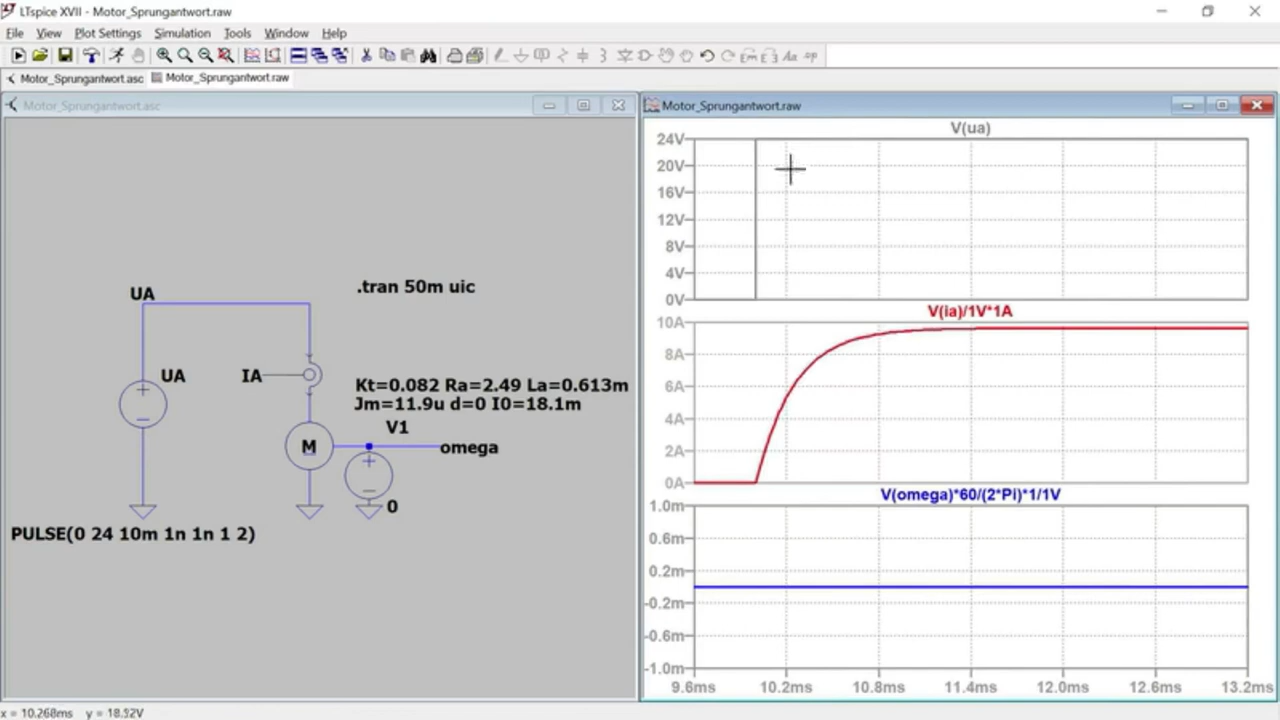 LTspice XVII - Motor_Sprungantwort.raw
File View Plot Settings Simulation Tools Window Help
Motor_Sprungantwort.asc Motor_Sprungantwort.raw
Motor_Sprungantwort.asc
UA
.tran 50m uic
UA
IA
Kt=0.082 Ra=2.49 La=0.613m
Jm=11.9u d=0 I0=18.1m
V1
M
omega
0
PULSE(0 24 10m 1n 1n 1 2)
Motor_Sprungantwort.raw
V(ua)
24V
20V
16V
12V
8V
4V
0V
V(ia)/1V*1A
10A
8A
6A
4A
2A
0A
V(omega)*60/(2*Pi)*1/1V
1.0m
0.6m
0.2m
-0.2m
-0.6m
-1.0m
9.6ms 10.2ms 10.8ms 11.4ms 12.0ms 12.6ms 13.2ms
x = 10.268ms y = 18.52V